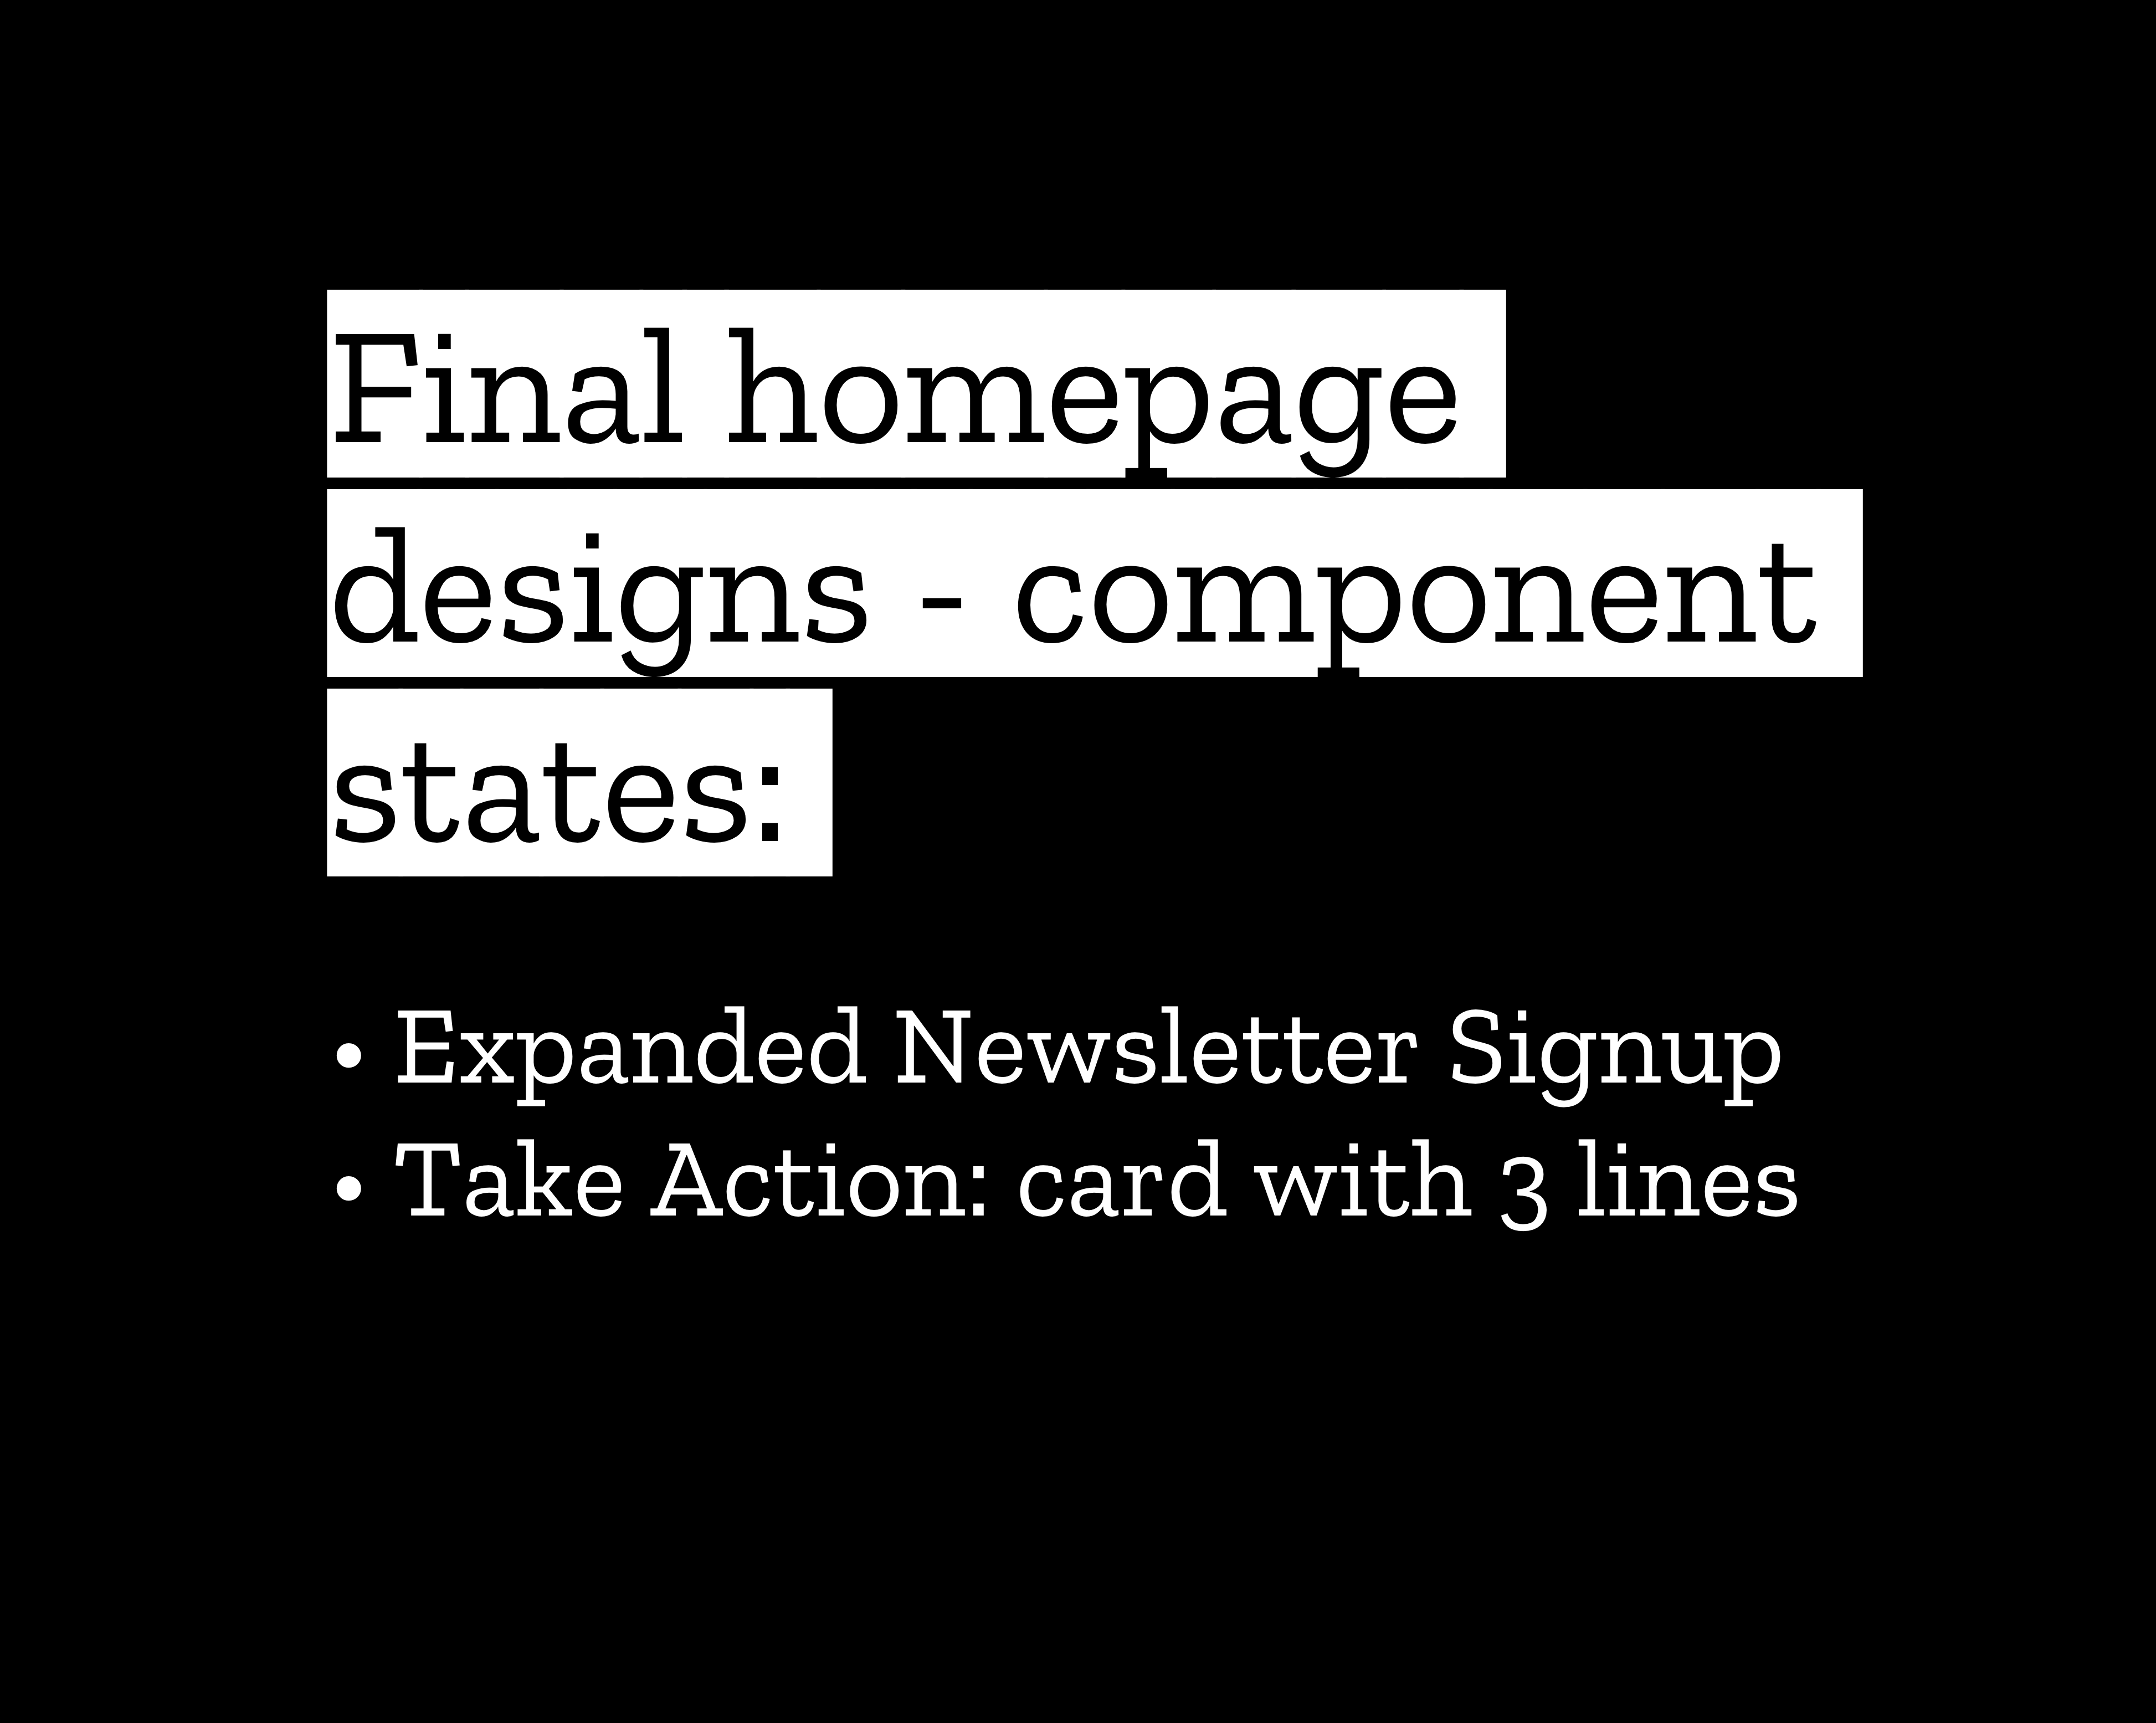 Final homepage
designs - component
states:
• Expanded Newsletter Signup
• Take Action: card with 3 lines